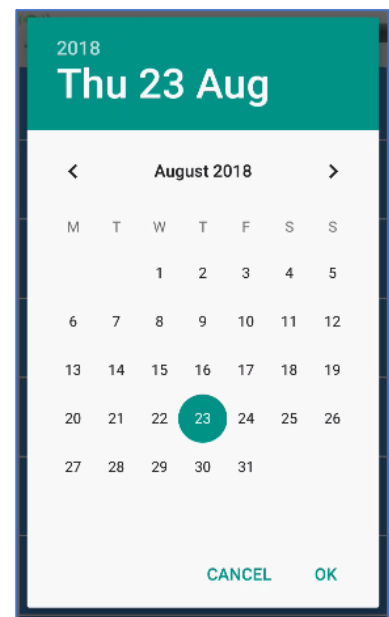 2018
Thu 23 Aug
August 2018
M T W T F S S
1 2 3 4 5
6 7 8 9 10 11 12
13 14 15 16 17 18 19
20 21 22 23 24 25 26
27 28 29 30 31
CANCEL OK